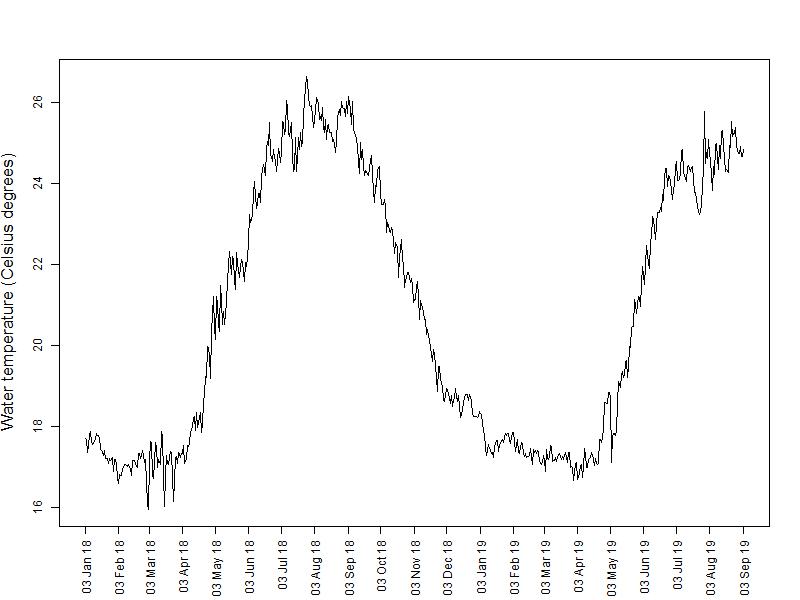 Water temperature (Celsius degrees)
26
24
22
20
18
16
03 Jan 18
03 Feb 18
03 Mar 18
03 Apr 18
03 May 18
03 Jun 18
03 Jul 18
03 Aug 18
03 Sep 18
03 Oct 18
03 Nov 18
03 Dec 18
03 Jan 19
03 Feb 19
03 Mar 19
03 Apr 19
03 May 19
03 Jun 19
03 Jul 19
03 Aug 19
03 Sep 19